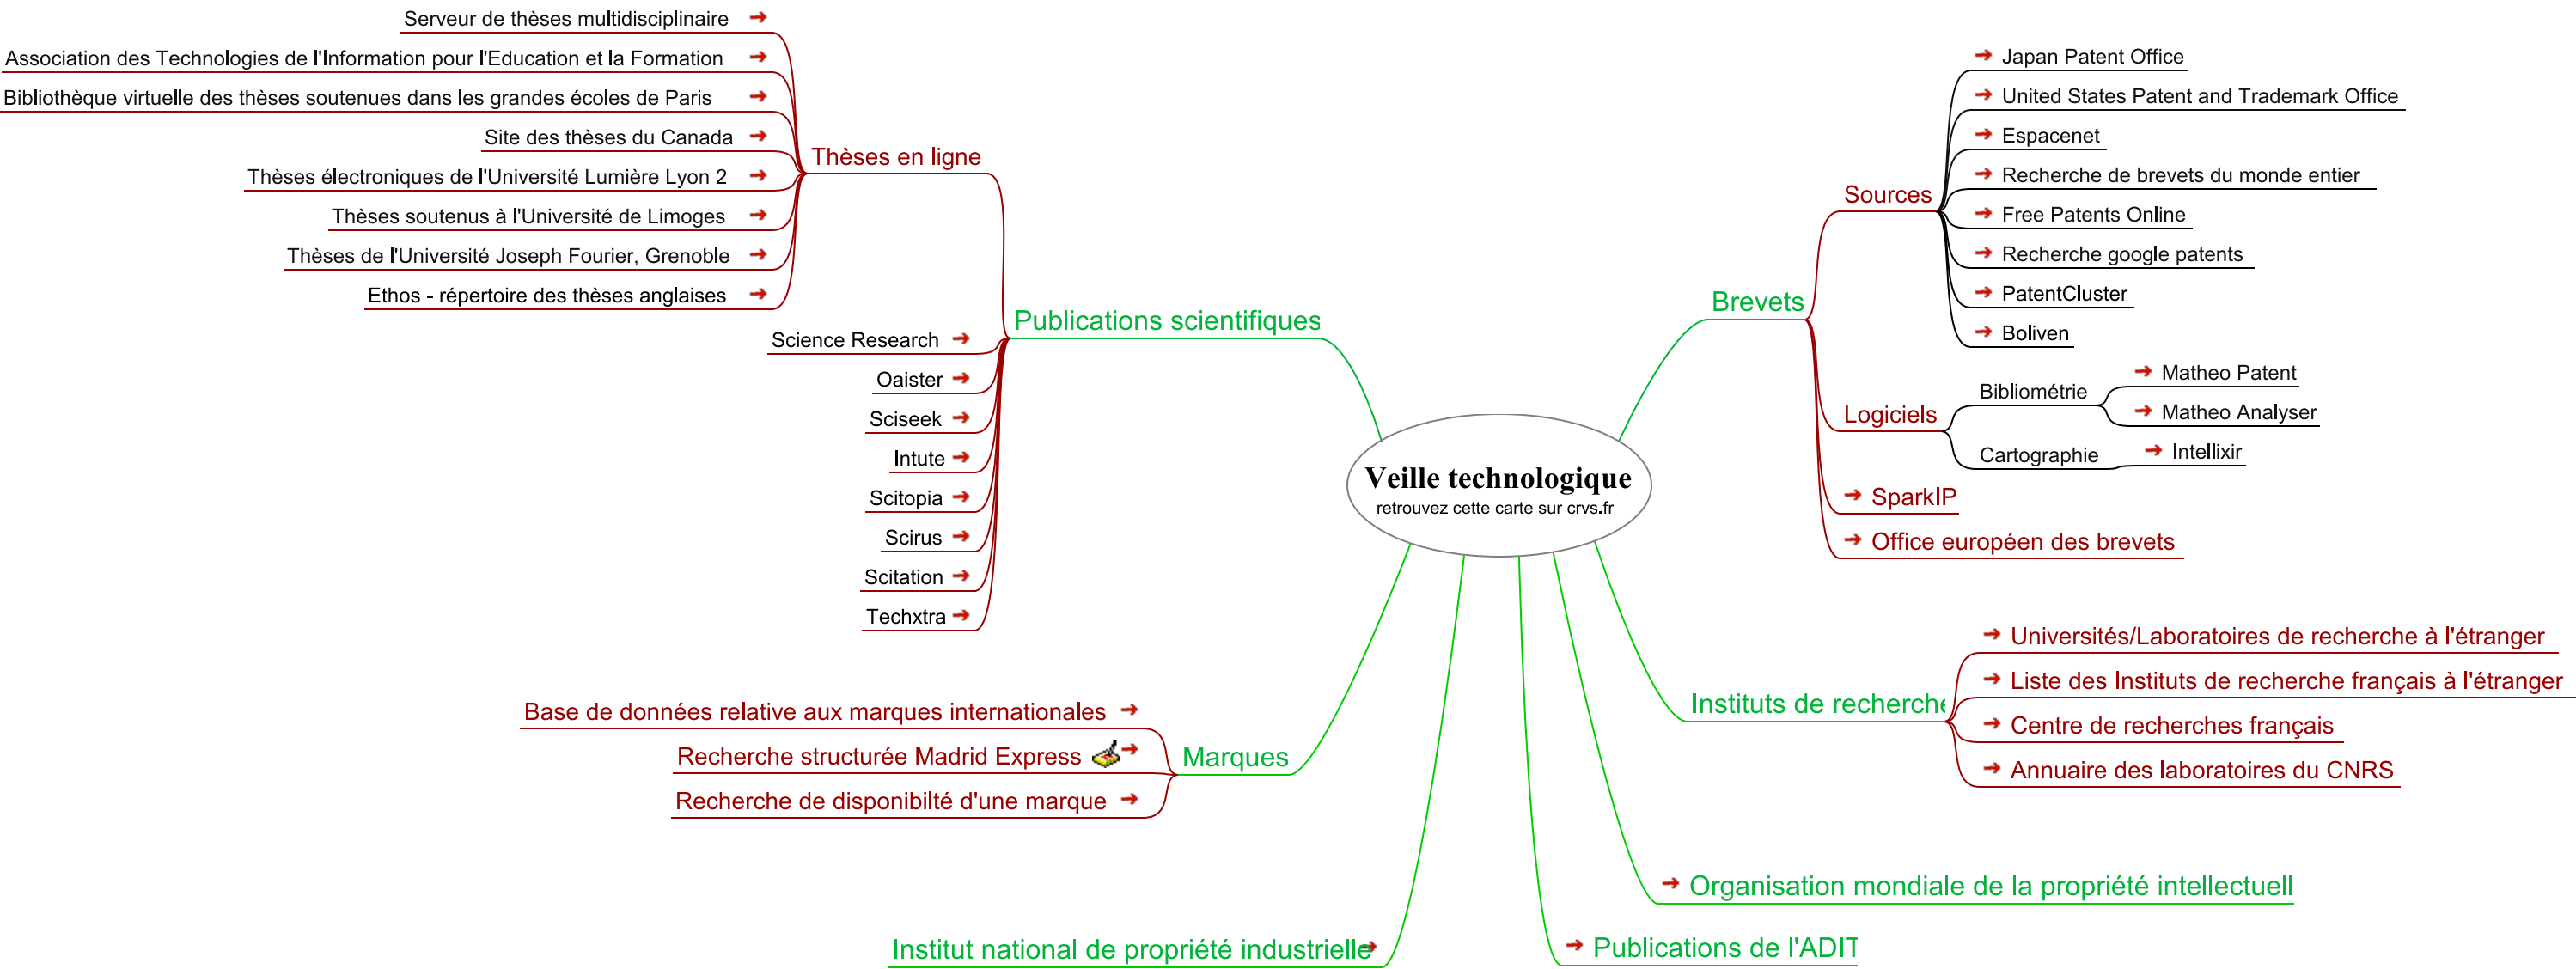 Serveur de thèses multidisciplinaire
Association des Technologies de l'Information pour l'Education et la Formation
Bibliothèque virtuelle des thèses soutenues dans les grandes écoles de Paris
Site des thèses du Canada
Thèses électroniques de l'Université Lumière Lyon 2
Thèses soutenus à l'Université de Limoges
Thèses de l'Université Joseph Fourier, Grenoble
Ethos - répertoire des thèses anglaises
Thèses en ligne
Science Research
Oaister
Sciseek
Intute
Scitopia
Scirus
Scitation
Techxtra
Publications scientifiques
Base de données relative aux marques internationales
Recherche structurée Madrid Express
Recherche de disponibilté d'une marque
Marques
Institut national de propriété industrielle
Veille technologique
retrouvez cette carte sur crvs.fr
Brevets
Sources
Japan Patent Office
United States Patent and Trademark Office
Espacenet
Recherche de brevets du monde entier
Free Patents Online
Recherche google patents
PatentCluster
Boliven
Logiciels
Bibliométrie
Matheo Patent
Matheo Analyser
Cartographie
Intellixir
SparkIP
Office européen des brevets
Instituts de recherche
Universités/Laboratoires de recherche à l'étranger
Liste des Instituts de recherche français à l'étranger
Centre de recherches français
Annuaire des laboratoires du CNRS
Organisation mondiale de la propriété intellectuell
Publications de l'ADIT